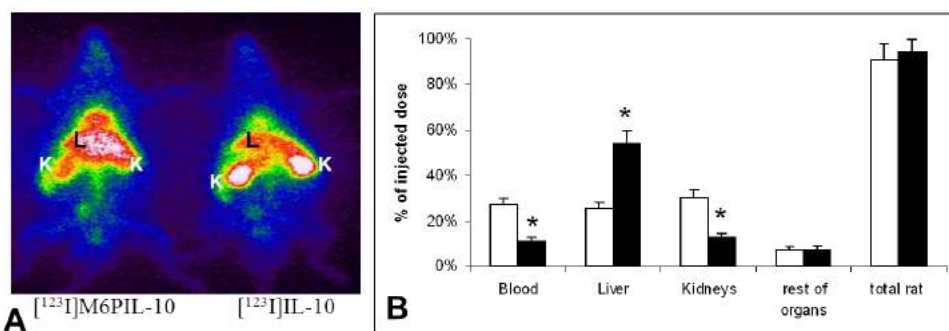 L
L
K
K
K
K
[¹²³I]M6PIL-10
[¹²³I]IL-10
A
100%
80%
60%
40%
20%
0%
% of injected dose
*
*
*
Blood
Liver
Kidneys
rest of
organs
total rat
B